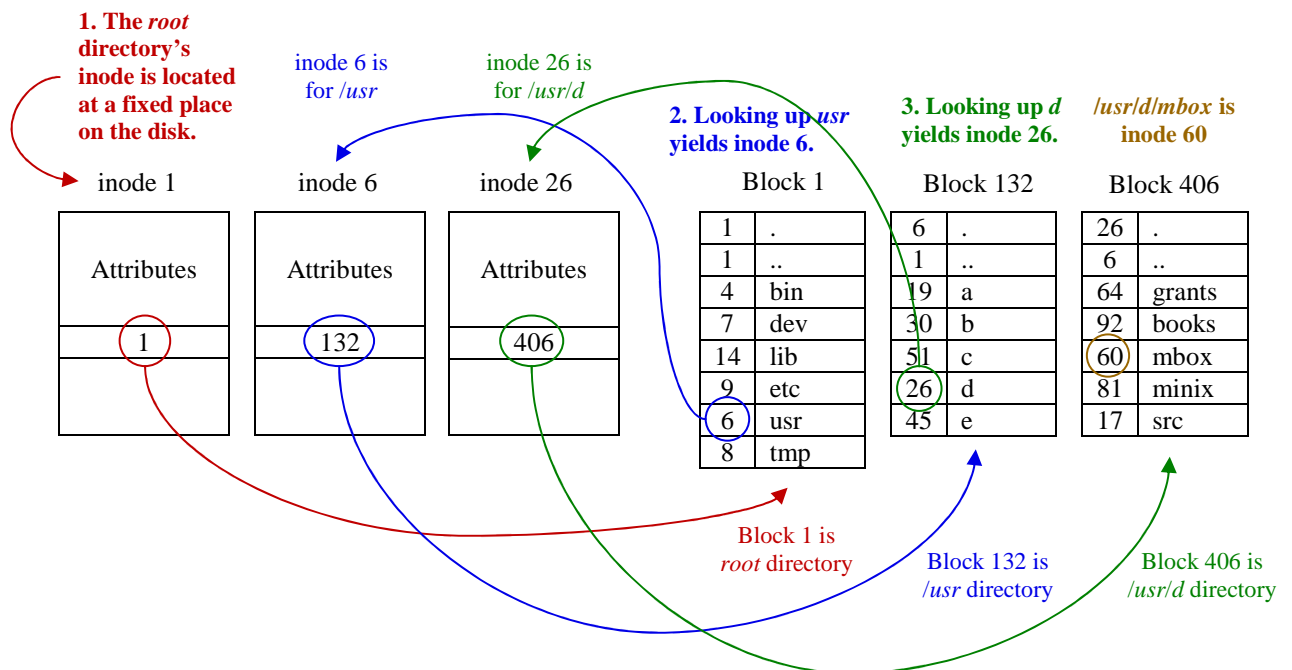 1. The root
directory’s
inode is located
at a fixed place
on the disk.
inode 6 is
for /usr
inode 26 is
for /usr/d
2. Looking up usr
yields inode 6.
3. Looking up d
yields inode 26.
/usr/d/mbox is
inode 60
inode 1
inode 6
inode 26
Block 1
Block 132
Block 406
Attributes
1
Attributes
132
Attributes
406
1 .
1 ..
4 bin
7 dev
14 lib
9 etc
6 usr
8 tmp
6 .
1 ..
19 a
30 b
51 c
26 d
45 e
26 .
6 ..
64 grants
92 books
60 mbox
81 minix
17 src
Block 1 is
root directory
Block 132 is
/usr directory
Block 406 is
/usr/d directory